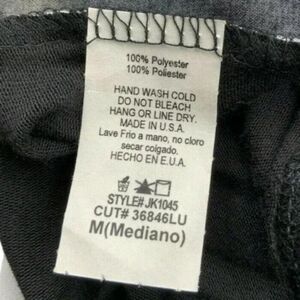 100% Polyester
100% Poliester
HAND WASH COLD
DO NOT BLEACH
HANG OR LINE DRY.
MADE IN U.S.A.
Lave Frio a mano, no cloro
secar colgado.
HECHO EN E.U.A.
STYLE#JK1045
CUT# 36846LU
M(Mediano)